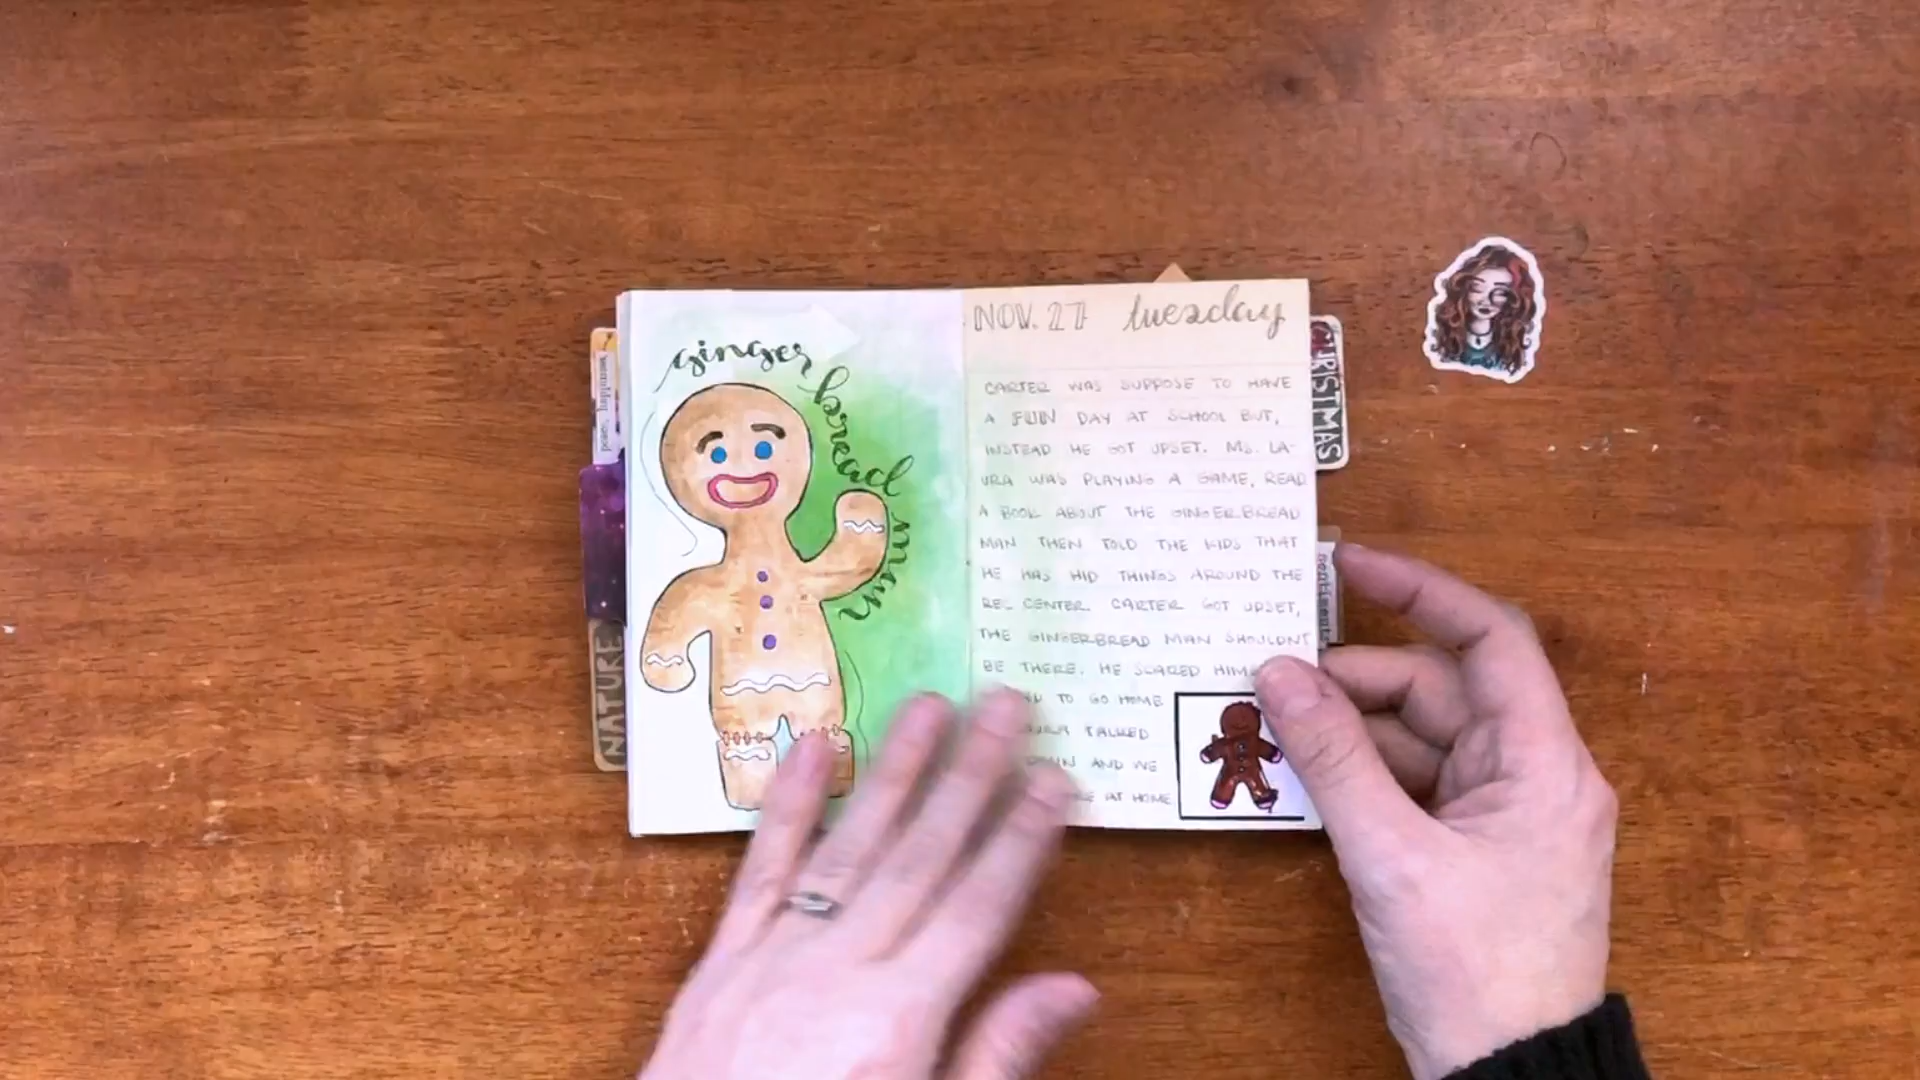 ginger
bread
man
NOV. 27 tuesday
CARTER WAS SUPPOSE TO HAVE
A FUN DAY AT SCHOOL BUT,
INSTEAD HE GOT UPSET. MS. LA-
URA WAS PLAYING A GAME, READ
A BOOK ABOUT THE GINGERBREAD
MAN THEN TOLD THE KIDS THAT
HE HAS HID THINGS AROUND THE
REC CENTER. CARTER GOT UPSET,
THE GINGERBREAD MAN SHOULDNT
BE THERE. HE SCARED HIM
TO GO HOME
TALKED
AND WE
AT HOME
NATURE
CHRISTMAS
sentiments